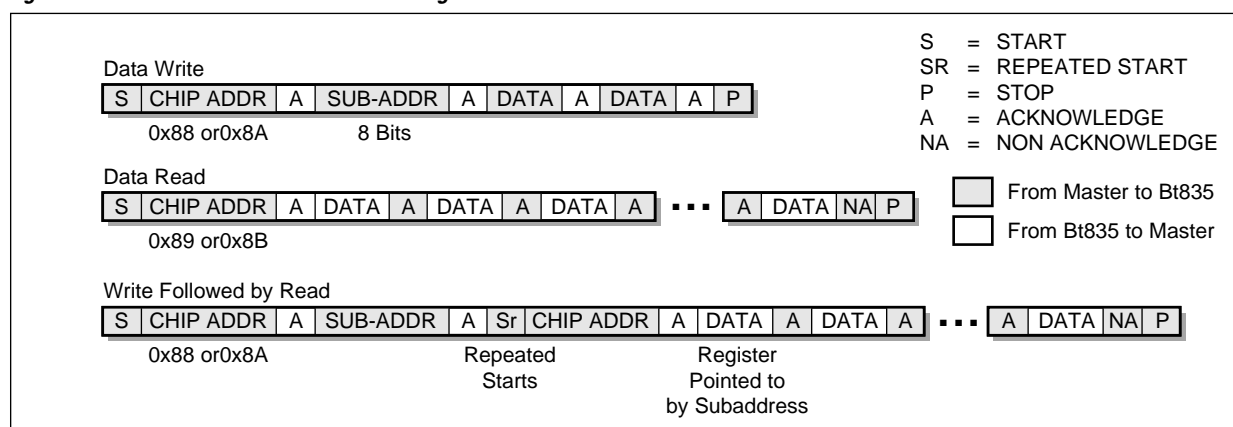 S = START
SR = REPEATED START
P = STOP
A = ACKNOWLEDGE
NA = NON ACKNOWLEDGE
From Master to Bt835
From Bt835 to Master
Data Write
S CHIP ADDR A SUB-ADDR A DATA A DATA A P
0x88 or0x8A 8 Bits
Data Read
S CHIP ADDR A DATA A DATA A DATA A ... A DATA NA P
0x89 or0x8B
Write Followed by Read
S CHIP ADDR A SUB-ADDR A Sr CHIP ADDR A DATA A DATA A ... A DATA NA P
0x88 or0x8A Repeated Register
Starts Pointed to
by Subaddress